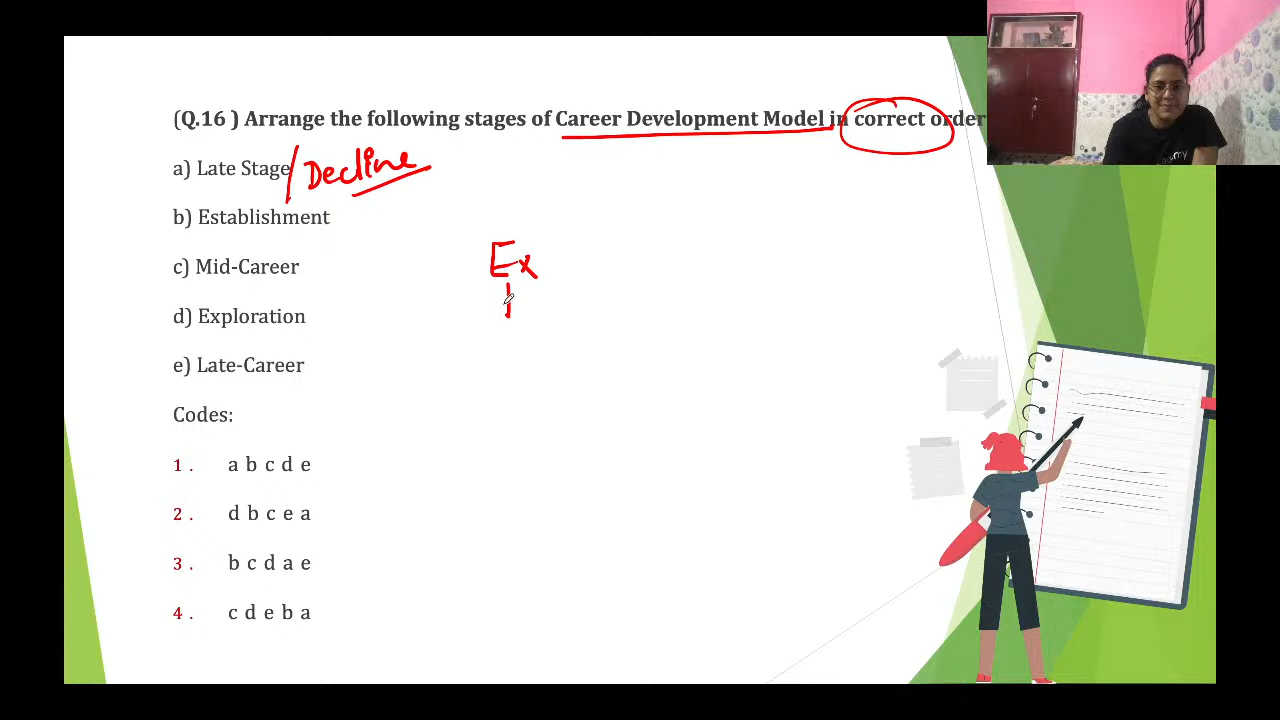 (Q.16 ) Arrange the following stages of Career Development Model in correct order
a) Late Stage / Decline
b) Establishment
Ex
c) Mid-Career
d) Exploration
e) Late-Career
Codes:
1 . a b c d e
2 . d b c e a
3 . b c d a e
4 . c d e b a